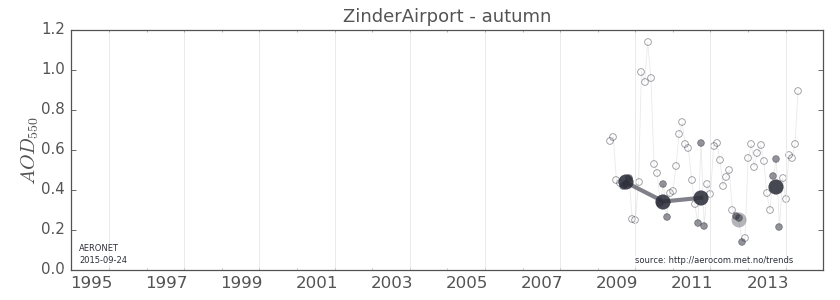 ZinderAirport - autumn
1.2
1.0
0.8
0.6
0.4
0.2
0.0
AOD550
AERONET
2015-09-24
source: http://aerocom.met.no/trends
1995 1997 1999 2001 2003 2005 2007 2009 2011 2013